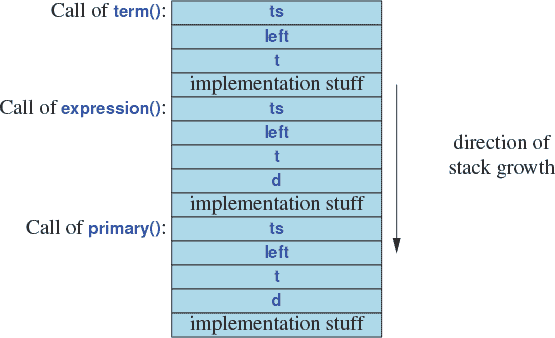 Call of term(): ts
left
t
implementation stuff
Call of expression(): ts
left
t
d
implementation stuff
Call of primary(): ts
left
t
d
implementation stuff
direction of
stack growth